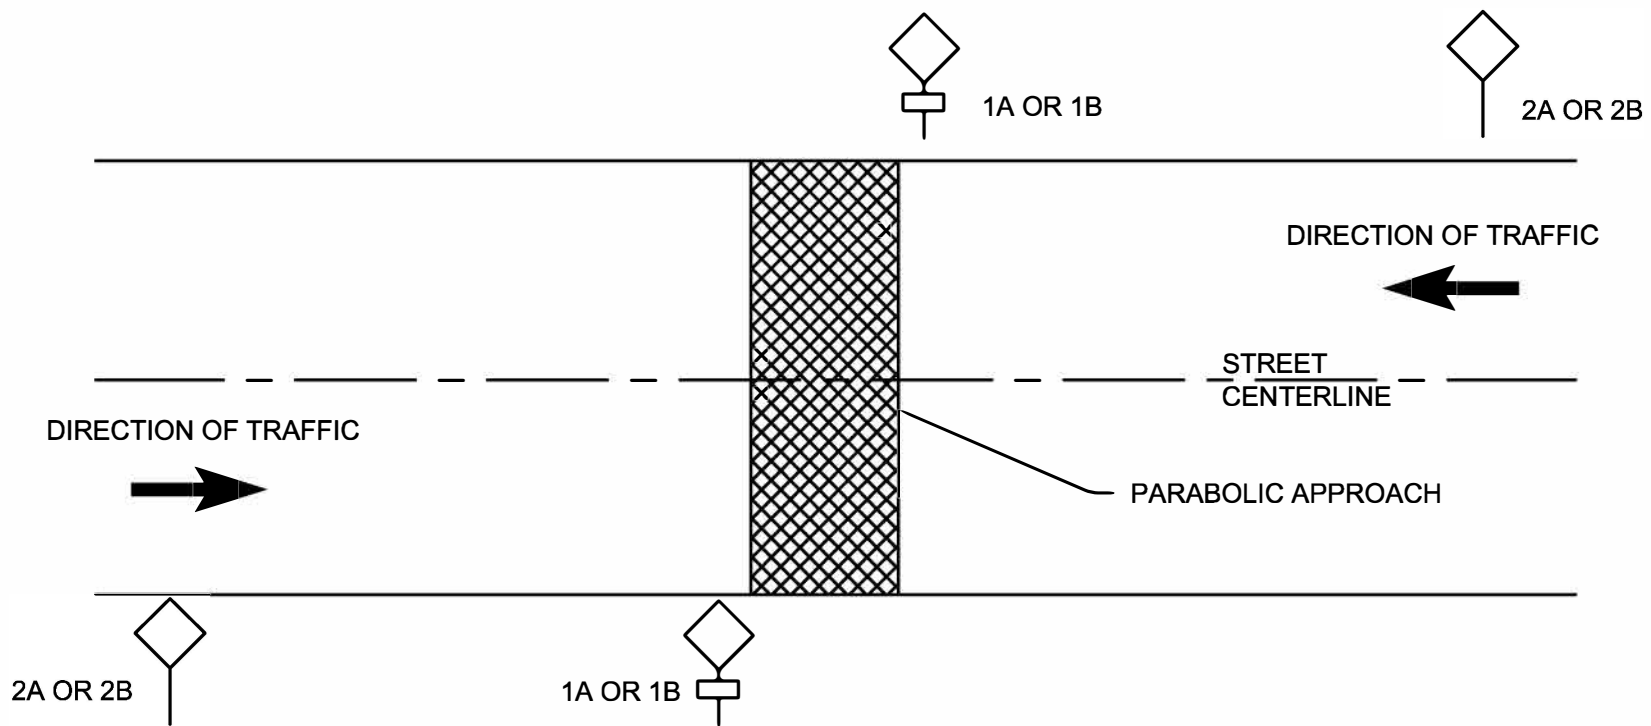 1A OR 1B
2A OR 2B
DIRECTION OF TRAFFIC
STREET
CENTERLINE
DIRECTION OF TRAFFIC
PARABOLIC APPROACH
2A OR 2B
1A OR 1B